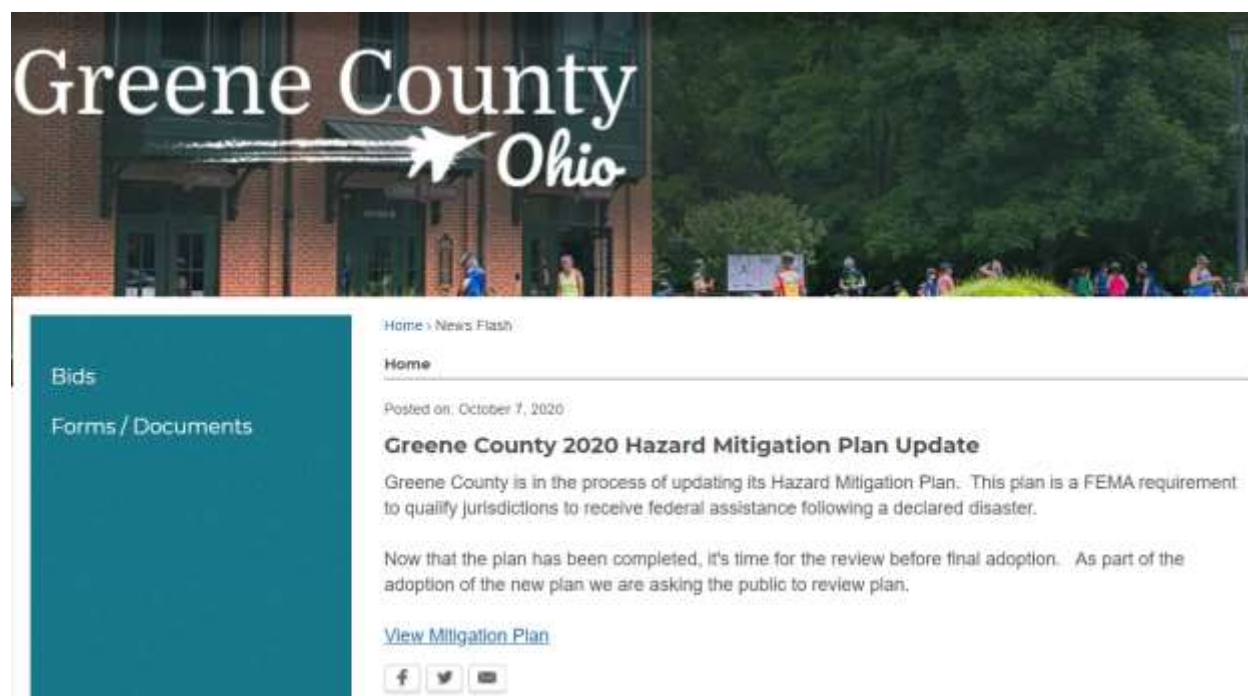 Greene County
Ohio
Bids
Forms / Documents
Home › News Flash
Home
Posted on: October 7, 2020
Greene County 2020 Hazard Mitigation Plan Update
Greene County is in the process of updating its Hazard Mitigation Plan.  This plan is a FEMA requirement
to qualify jurisdictions to receive federal assistance following a declared disaster.
Now that the plan has been completed, it's time for the review before final adoption.   As part of the
adoption of the new plan we are asking the public to review plan.
View Mitigation Plan